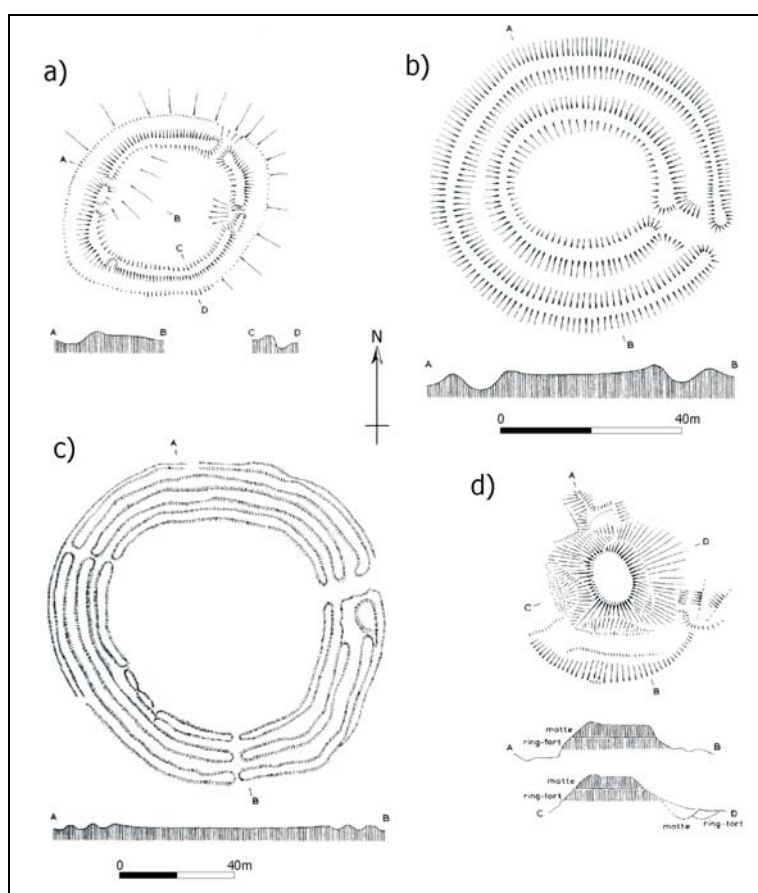 a)
A
B
C
D
A B
C D
b)
A
B
A B
0 40m
N
c)
A
B
A B
0 40m
d)
A
D
C
B
motte
ring-fort
A B
motte
ring-fort
C D
motte ring-fort